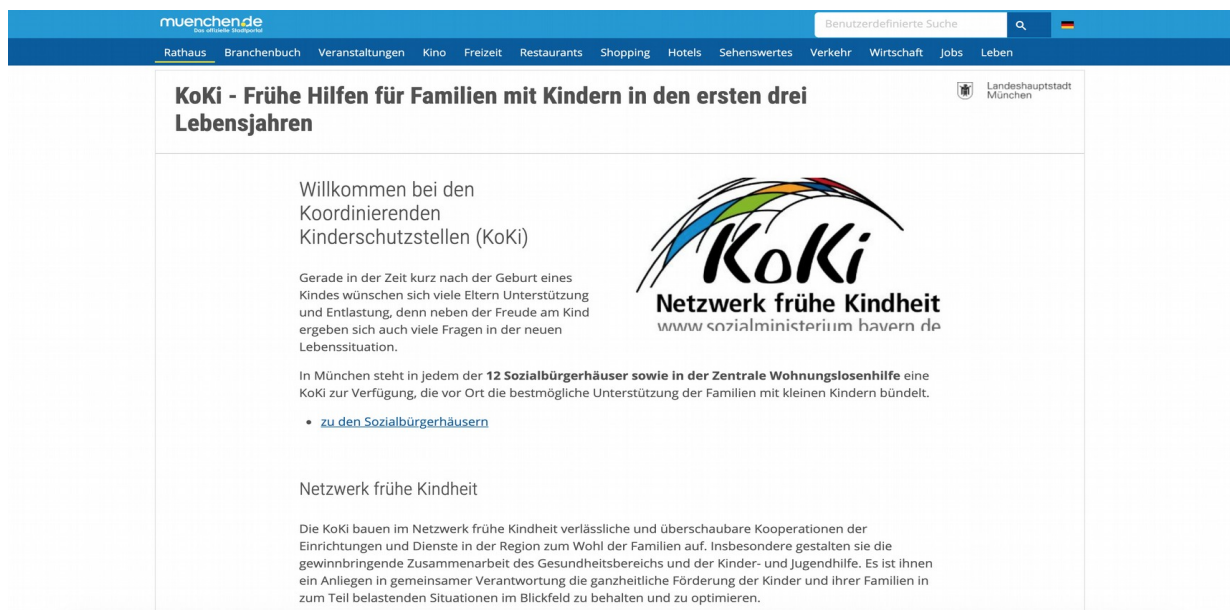 muenchen.de
Das offizielle Stadtportal
Benutzerdefinierte Suche
Rathaus Branchenbuch Veranstaltungen Kino Freizeit Restaurants Shopping Hotels Sehenswertes Verkehr Wirtschaft Jobs Leben
KoKi - Frühe Hilfen für Familien mit Kindern in den ersten drei
Lebensjahren
Landeshauptstadt
München
Willkommen bei den
Koordinierenden
Kinderschutzstellen (KoKi)
Gerade in der Zeit kurz nach der Geburt eines
Kindes wünschen sich viele Eltern Unterstützung
und Entlastung, denn neben der Freude am Kind
ergeben sich auch viele Fragen in der neuen
Lebenssituation.
KoKi
Netzwerk frühe Kindheit
www.sozialministerium.bayern.de
In München steht in jedem der 12 Sozialbürgerhäuser sowie in der Zentrale Wohnungslosenhilfe eine
KoKi zur Verfügung, die vor Ort die bestmögliche Unterstützung der Familien mit kleinen Kindern bündelt.
• zu den Sozialbürgerhäusern
Netzwerk frühe Kindheit
Die KoKi bauen im Netzwerk frühe Kindheit verlässliche und überschaubare Kooperationen der
Einrichtungen und Dienste in der Region zum Wohl der Familien auf. Insbesondere gestalten sie die
gewinnbringende Zusammenarbeit des Gesundheitsbereichs und der Kinder- und Jugendhilfe. Es ist ihnen
ein Anliegen in gemeinsamer Verantwortung die ganzheitliche Förderung der Kinder und ihrer Familien in
zum Teil belastenden Situationen im Blickfeld zu behalten und zu optimieren.